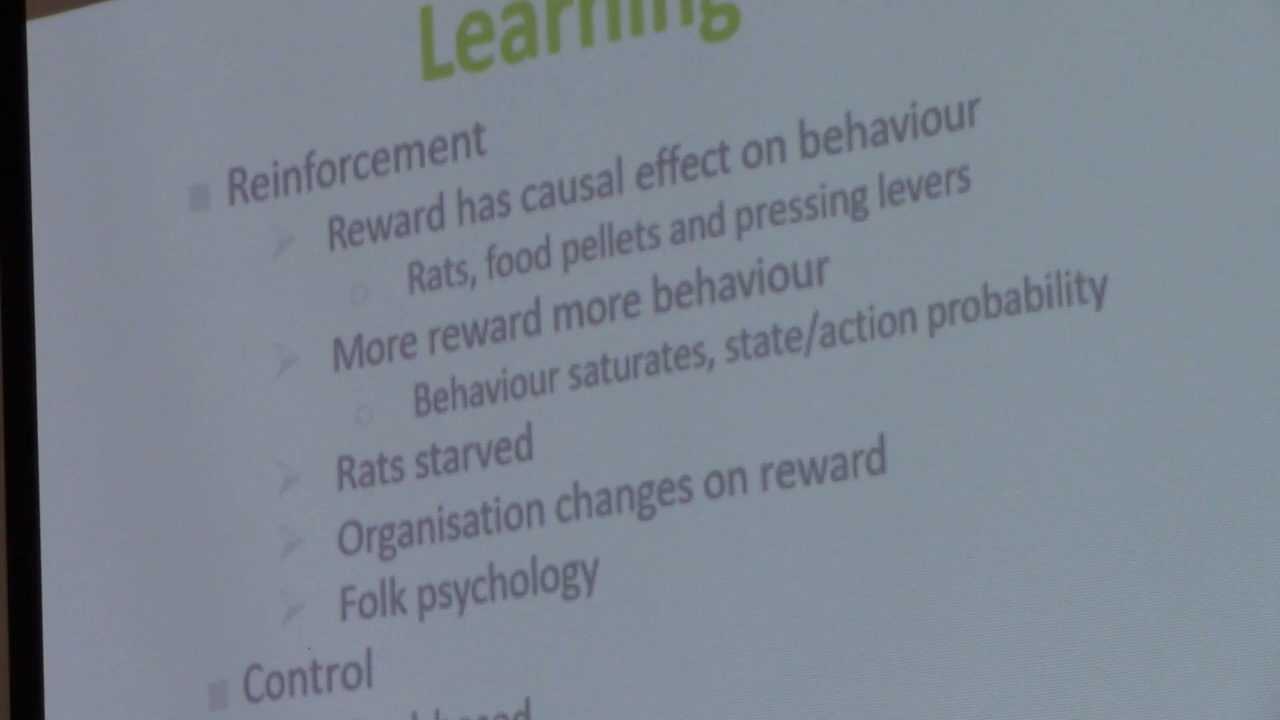 Learning
Reinforcement
Reward has causal effect on behaviour
Rats, food pellets and pressing levers
More reward more behaviour
Behaviour saturates, state/action probability
Rats starved
Organisation changes on reward
Folk psychology
Control
based